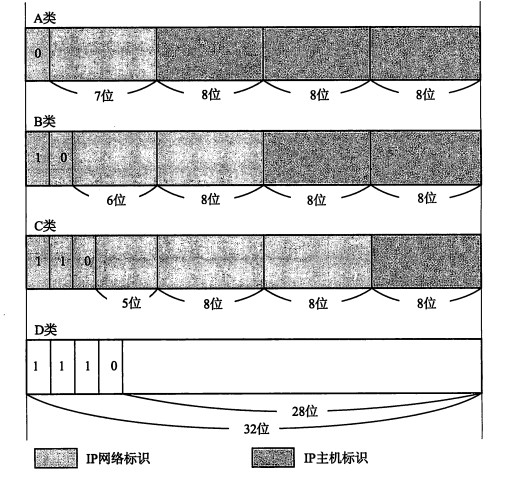 A类
0
7位 8位 8位 8位
B类
1 0
6位 8位 8位 8位
C类
1 1 0
5位 8位 8位 8位
D类
1 1 1 0
28位
32位
IP网络标识 IP主机标识